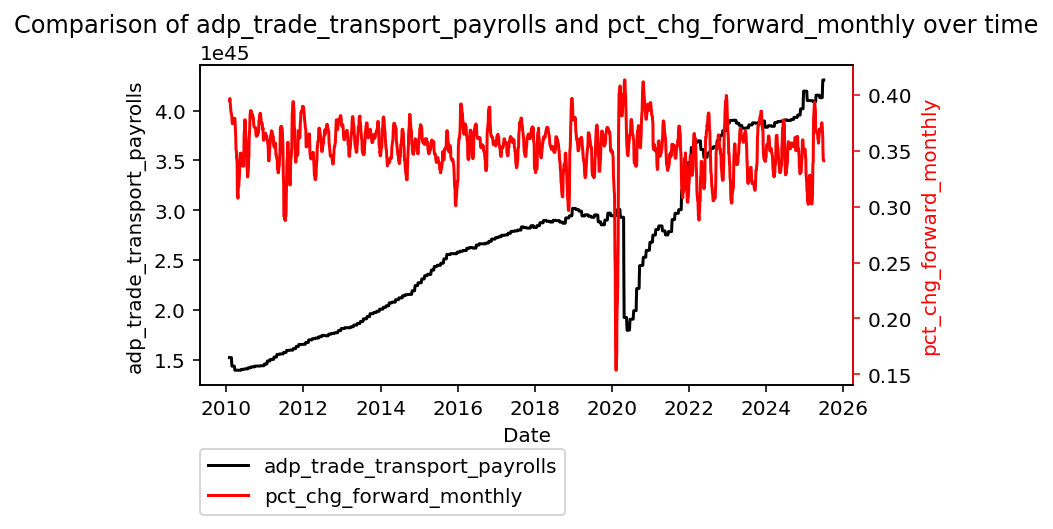 Comparison of adp_trade_transport_payrolls and pct_chg_forward_monthly over time
1e45
adp_trade_transport_payrolls
4.0
3.5
3.0
2.5
2.0
1.5
0.40
0.35
0.30
0.25
0.20
0.15
pct_chg_forward_monthly
2010 2012 2014 2016 2018 2020 2022 2024 2026
Date
adp_trade_transport_payrolls
pct_chg_forward_monthly